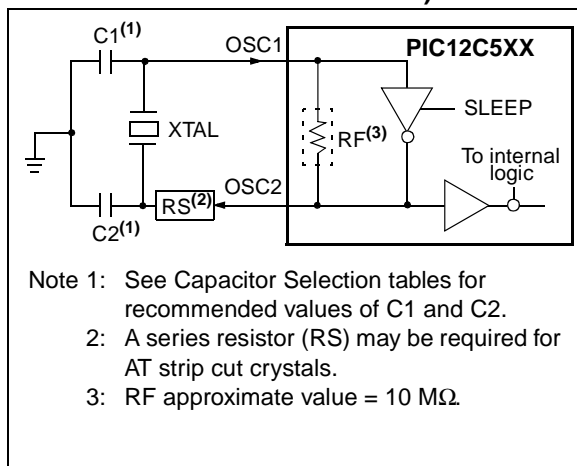 C1(1)
OSC1
PIC12C5XX
SLEEP
XTAL
RF(3)
To internal
logic
OSC2
RS(2)
C2(1)
Note 1: See Capacitor Selection tables for
recommended values of C1 and C2.
2: A series resistor (RS) may be required for
AT strip cut crystals.
3: RF approximate value = 10 MΩ.